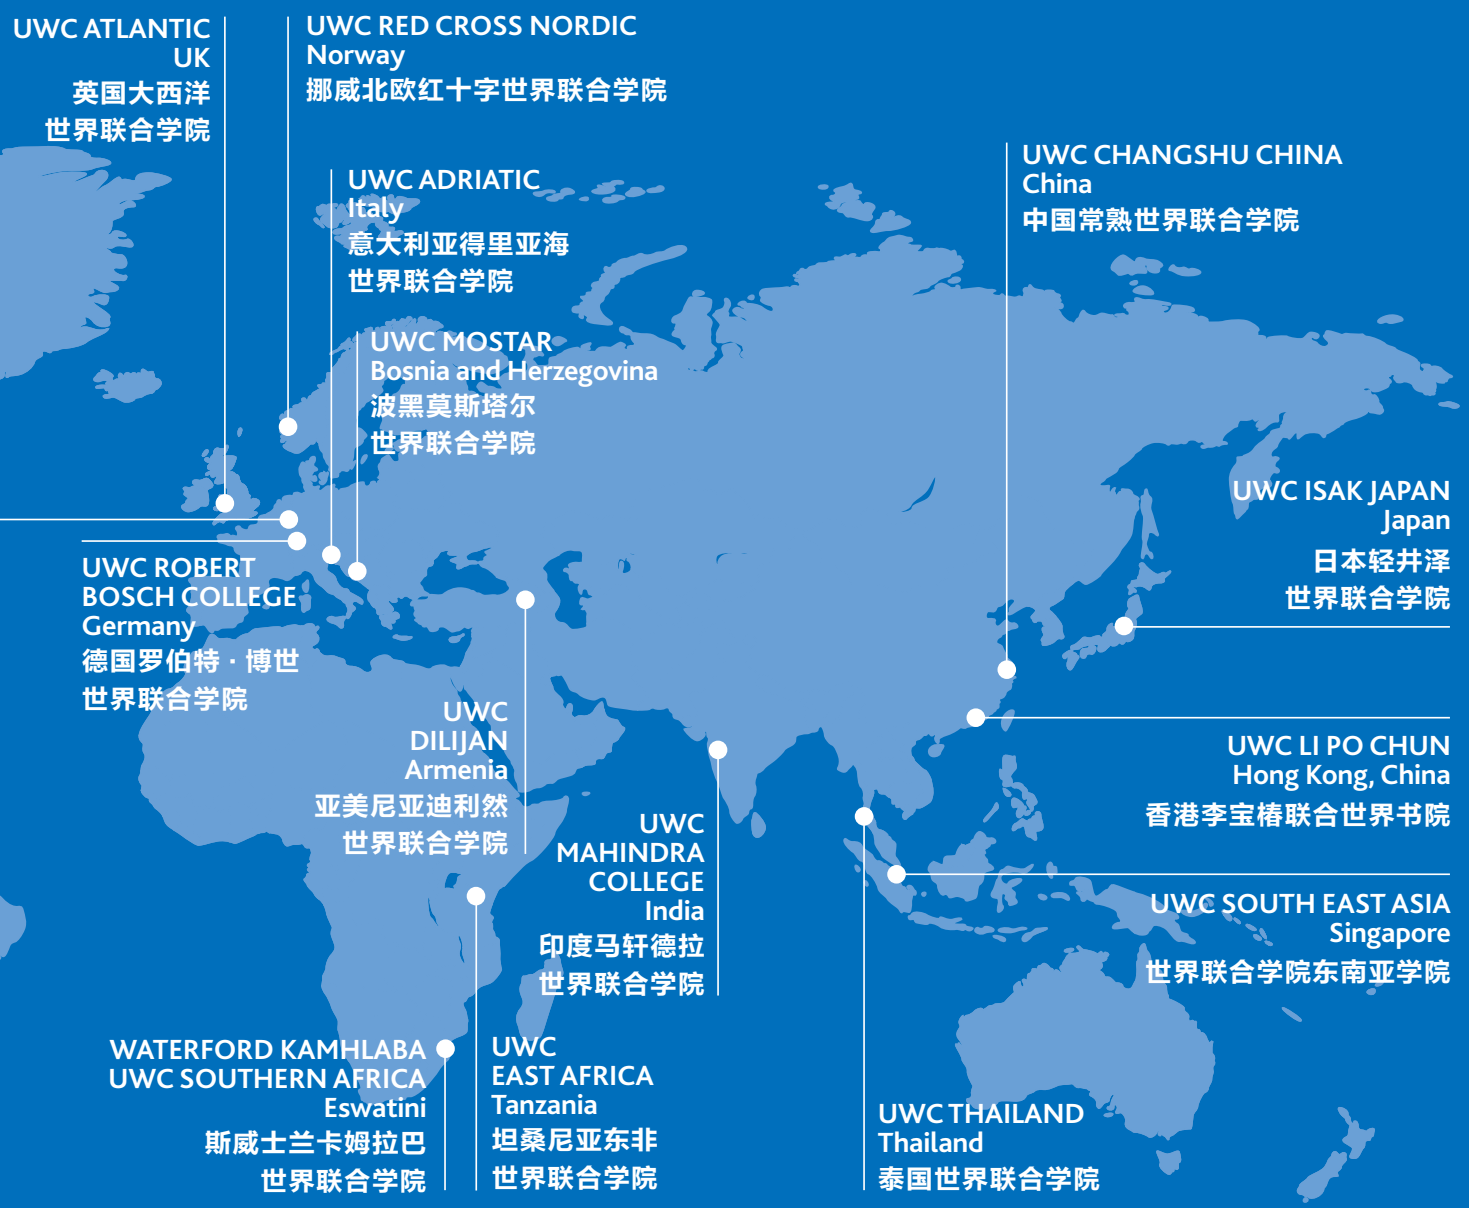 UWC ATLANTIC
UK
英国大西洋
世界联合学院
UWC RED CROSS NORDIC
Norway
挪威北欧红十字世界联合学院
UWC ADRIATIC
Italy
意大利亚得里亚海
世界联合学院
UWC CHANGSHU CHINA
China
中国常熟世界联合学院
UWC MOSTAR
Bosnia and Herzegovina
波黑莫斯塔尔
世界联合学院
UWC ISAK JAPAN
Japan
日本轻井泽
世界联合学院
UWC ROBERT
BOSCH COLLEGE
Germany
德国罗伯特·博世
世界联合学院
UWC
DILIJAN
Armenia
亚美尼亚迪利然
世界联合学院
UWC LI PO CHUN
Hong Kong, China
香港李宝椿联合世界书院
UWC
MAHINDRA
COLLEGE
India
印度马轩德拉
世界联合学院
UWC SOUTH EAST ASIA
Singapore
世界联合学院东南亚学院
WATERFORD KAMHLABA
UWC SOUTHERN AFRICA
Eswatini
斯威士兰卡姆拉巴
世界联合学院
UWC
EAST AFRICA
Tanzania
坦桑尼亚东非
世界联合学院
UWC THAILAND
Thailand
泰国世界联合学院